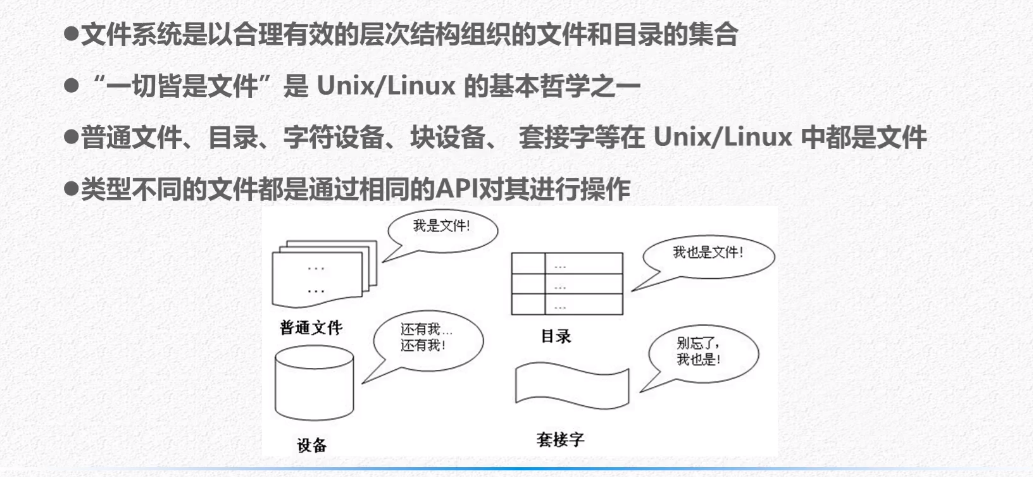 ●文件系统是以合理有效的层次结构组织的文件和目录的集合
●“一切皆是文件”是 Unix/Linux 的基本哲学之一
●普通文件、目录、字符设备、块设备、 套接字等在 Unix/Linux 中都是文件
●类型不同的文件都是通过相同的API对其进行操作
我是文件!
...
...
普通文件
我也是文件!
...
...
...
目录
还有我...
还有我!
设备
别忘了,
我也是!
套接字